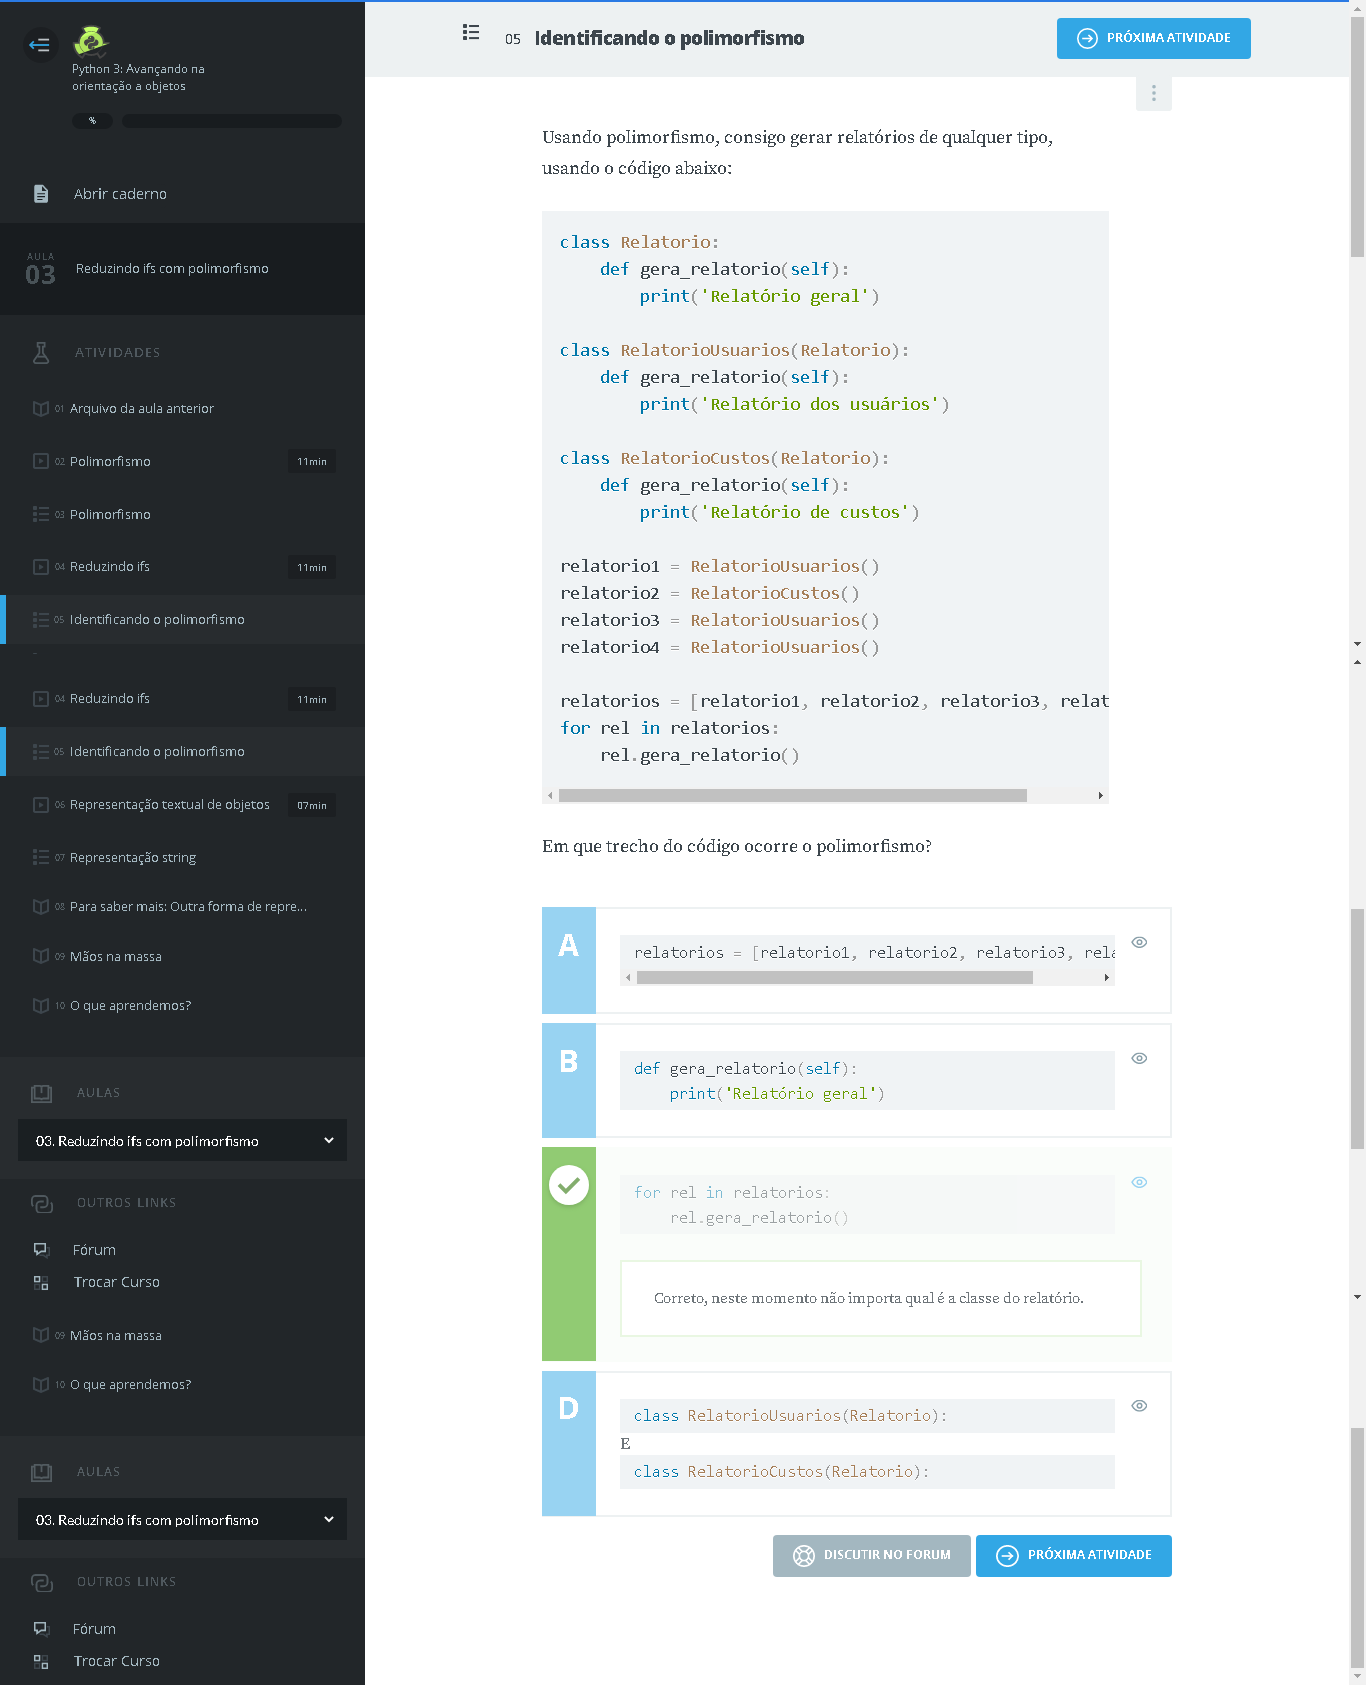 Python 3: Avançando na
orientação a objetos
%
Abrir caderno
AULA
03
Reduzindo ifs com polimorfismo
ATIVIDADES
01 Arquivo da aula anterior
02 Polimorfismo 11min
03 Polimorfismo
04 Reduzindo ifs 11min
05 Identificando o polimorfismo
04 Reduzindo ifs 11min
05 Identificando o polimorfismo
06 Representação textual de objetos 07min
07 Representação string
08 Para saber mais: Outra forma de repre...
09 Mãos na massa
10 O que aprendemos?
AULAS
03. Reduzindo ifs com polimorfismo
OUTROS LINKS
Fórum
Trocar Curso
09 Mãos na massa
10 O que aprendemos?
AULAS
03. Reduzindo ifs com polimorfismo
OUTROS LINKS
Fórum
Trocar Curso
05 Identificando o polimorfismo
PRÓXIMA ATIVIDADE
Usando polimorfismo, consigo gerar relatórios de qualquer tipo,
usando o código abaixo:
class Relatorio:
    def gera_relatorio(self):
        print('Relatório geral')
class RelatorioUsuarios(Relatorio):
    def gera_relatorio(self):
        print('Relatório dos usuários')
class RelatorioCustos(Relatorio):
    def gera_relatorio(self):
        print('Relatório de custos')
relatorio1 = RelatorioUsuarios()
relatorio2 = RelatorioCustos()
relatorio3 = RelatorioUsuarios()
relatorio4 = RelatorioUsuarios()
relatorios = [relatorio1, relatorio2, relatorio3, relat
for rel in relatorios:
    rel.gera_relatorio()
Em que trecho do código ocorre o polimorfismo?
A
relatorios = [relatorio1, relatorio2, relatorio3, rela
B
def gera_relatorio(self):
    print('Relatório geral')
for rel in relatorios:
    rel.gera_relatorio()
Correto, neste momento não importa qual é a classe do relatório.
D
class RelatorioUsuarios(Relatorio):
E
class RelatorioCustos(Relatorio):
DISCUTIR NO FORUM
PRÓXIMA ATIVIDADE